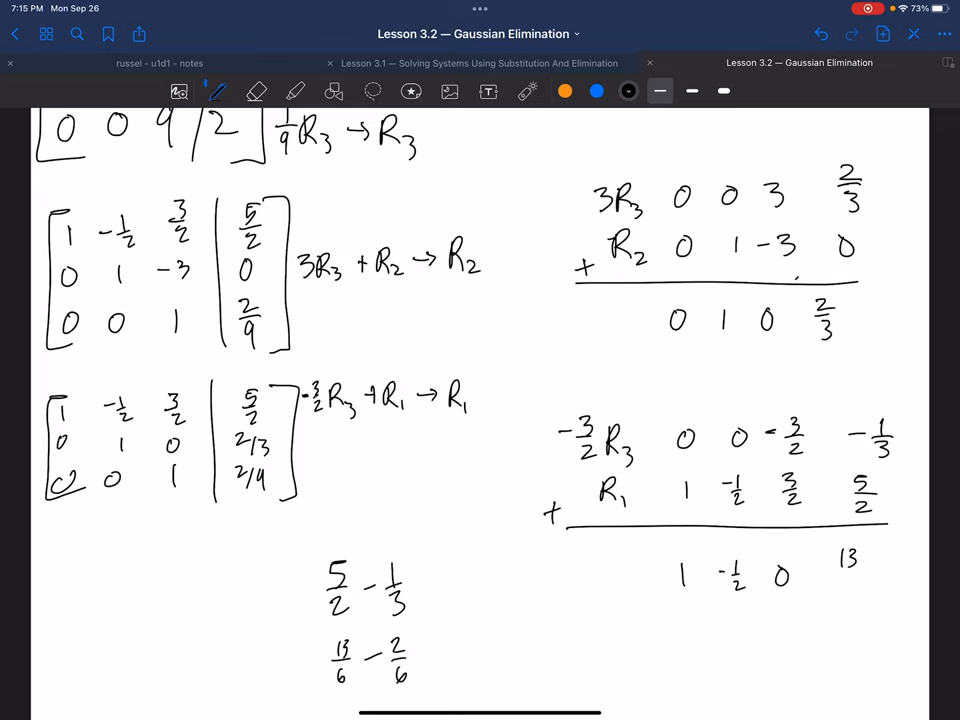 7:15 PM Mon Sep 26
73%
Lesson 3.2 — Gaussian Elimination
russel - u1d1 - notes
Lesson 3.1 — Solving Systems Using Substitution And Elimination
Lesson 3.2 — Gaussian Elimination
[0 0 9 | 2] 1/9 R3 → R3
[1 -1/2 3/2 | 5/2]
[0 1 -3 | 0] 3R3 + R2 → R2
[0 0 1 | 2/9]
3R3 0 0 3 2/3
+ R2 0 1 -3 0
0 1 0 2/3
[1 -1/2 3/2 | 5/2] -3/2 R3 + R1 → R1
[0 1 0 | 2/3]
[0 0 1 | 2/9]
-3/2 R3 0 0 -3/2 -1/3
+ R1 1 -1/2 3/2 5/2
1 -1/2 0 13
5/2 - 1/3
13/6 - 2/6